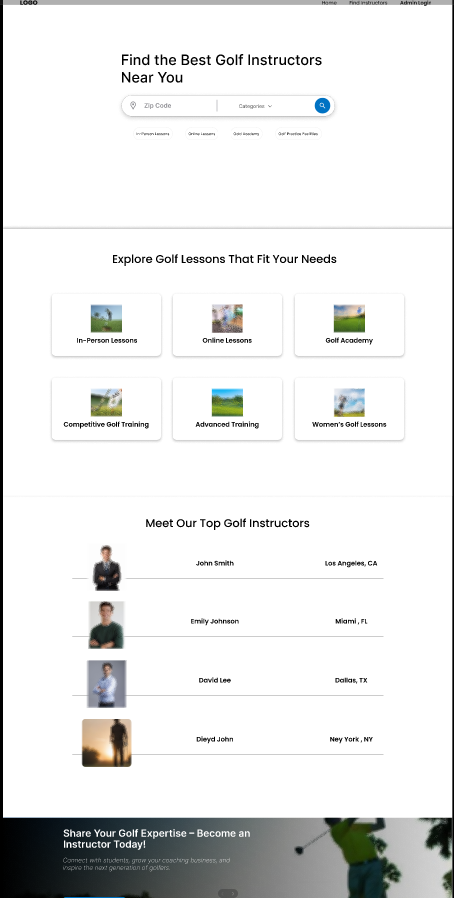 LOGO
Home Find Instructors Admin Login
Find the Best Golf Instructors
Near You
Zip Code Categories
In-Person Lessons Online Lessons Golf Academy Golf Practice Facilities
Explore Golf Lessons That Fit Your Needs
In-Person Lessons
Online Lessons
Golf Academy
Competitive Golf Training
Advanced Training
Women's Golf Lessons
Meet Our Top Golf Instructors
John Smith Los Angeles, CA
Emily Johnson Miami , FL
David Lee Dallas, TX
Dieyd John Ney York , NY
Share Your Golf Expertise – Become an
Instructor Today!
Connect with students, grow your coaching business, and
inspire the next generation of golfers.